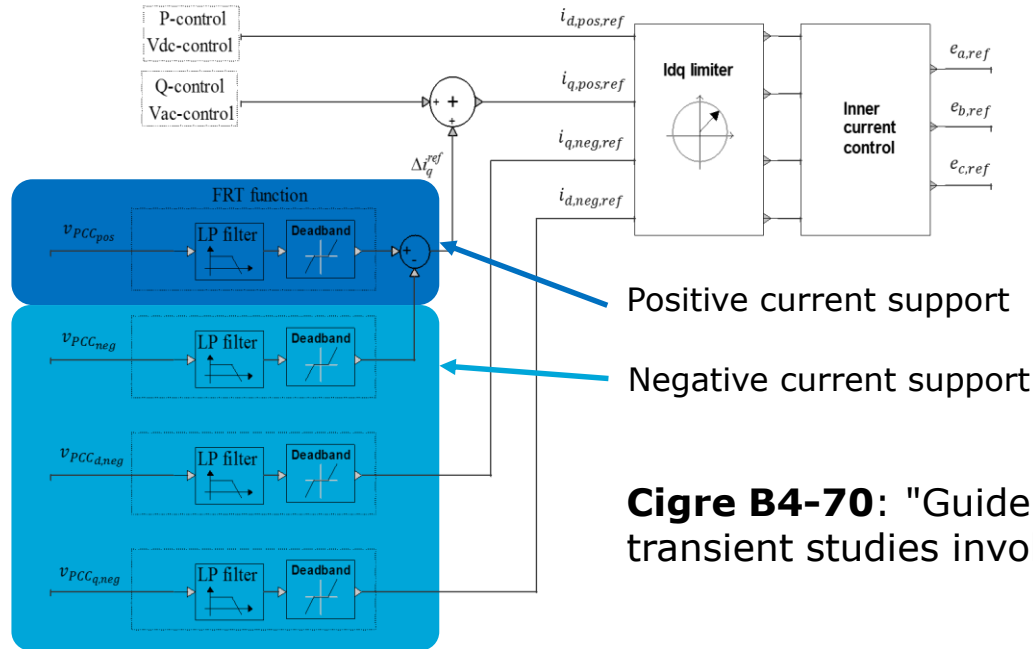 P-control
Vdc-control
i_{d,pos,ref}
Q-control
Vac-control
i_{q,pos,ref}
+
+
+
Δi_q^{ref}
i_{q,neg,ref}
i_{d,neg,ref}
Idq limiter
Inner
current
control
e_{a,ref}
e_{b,ref}
e_{c,ref}
FRT function
v_{PCC_{pos}}
LP filter
Deadband
+
-
v_{PCC_{neg}}
LP filter
Deadband
v_{PCC_{d,neg}}
LP filter
Deadband
v_{PCC_{q,neg}}
LP filter
Deadband
Positive current support
Negative current support
Cigre B4-70: "Guide
transient studies invo